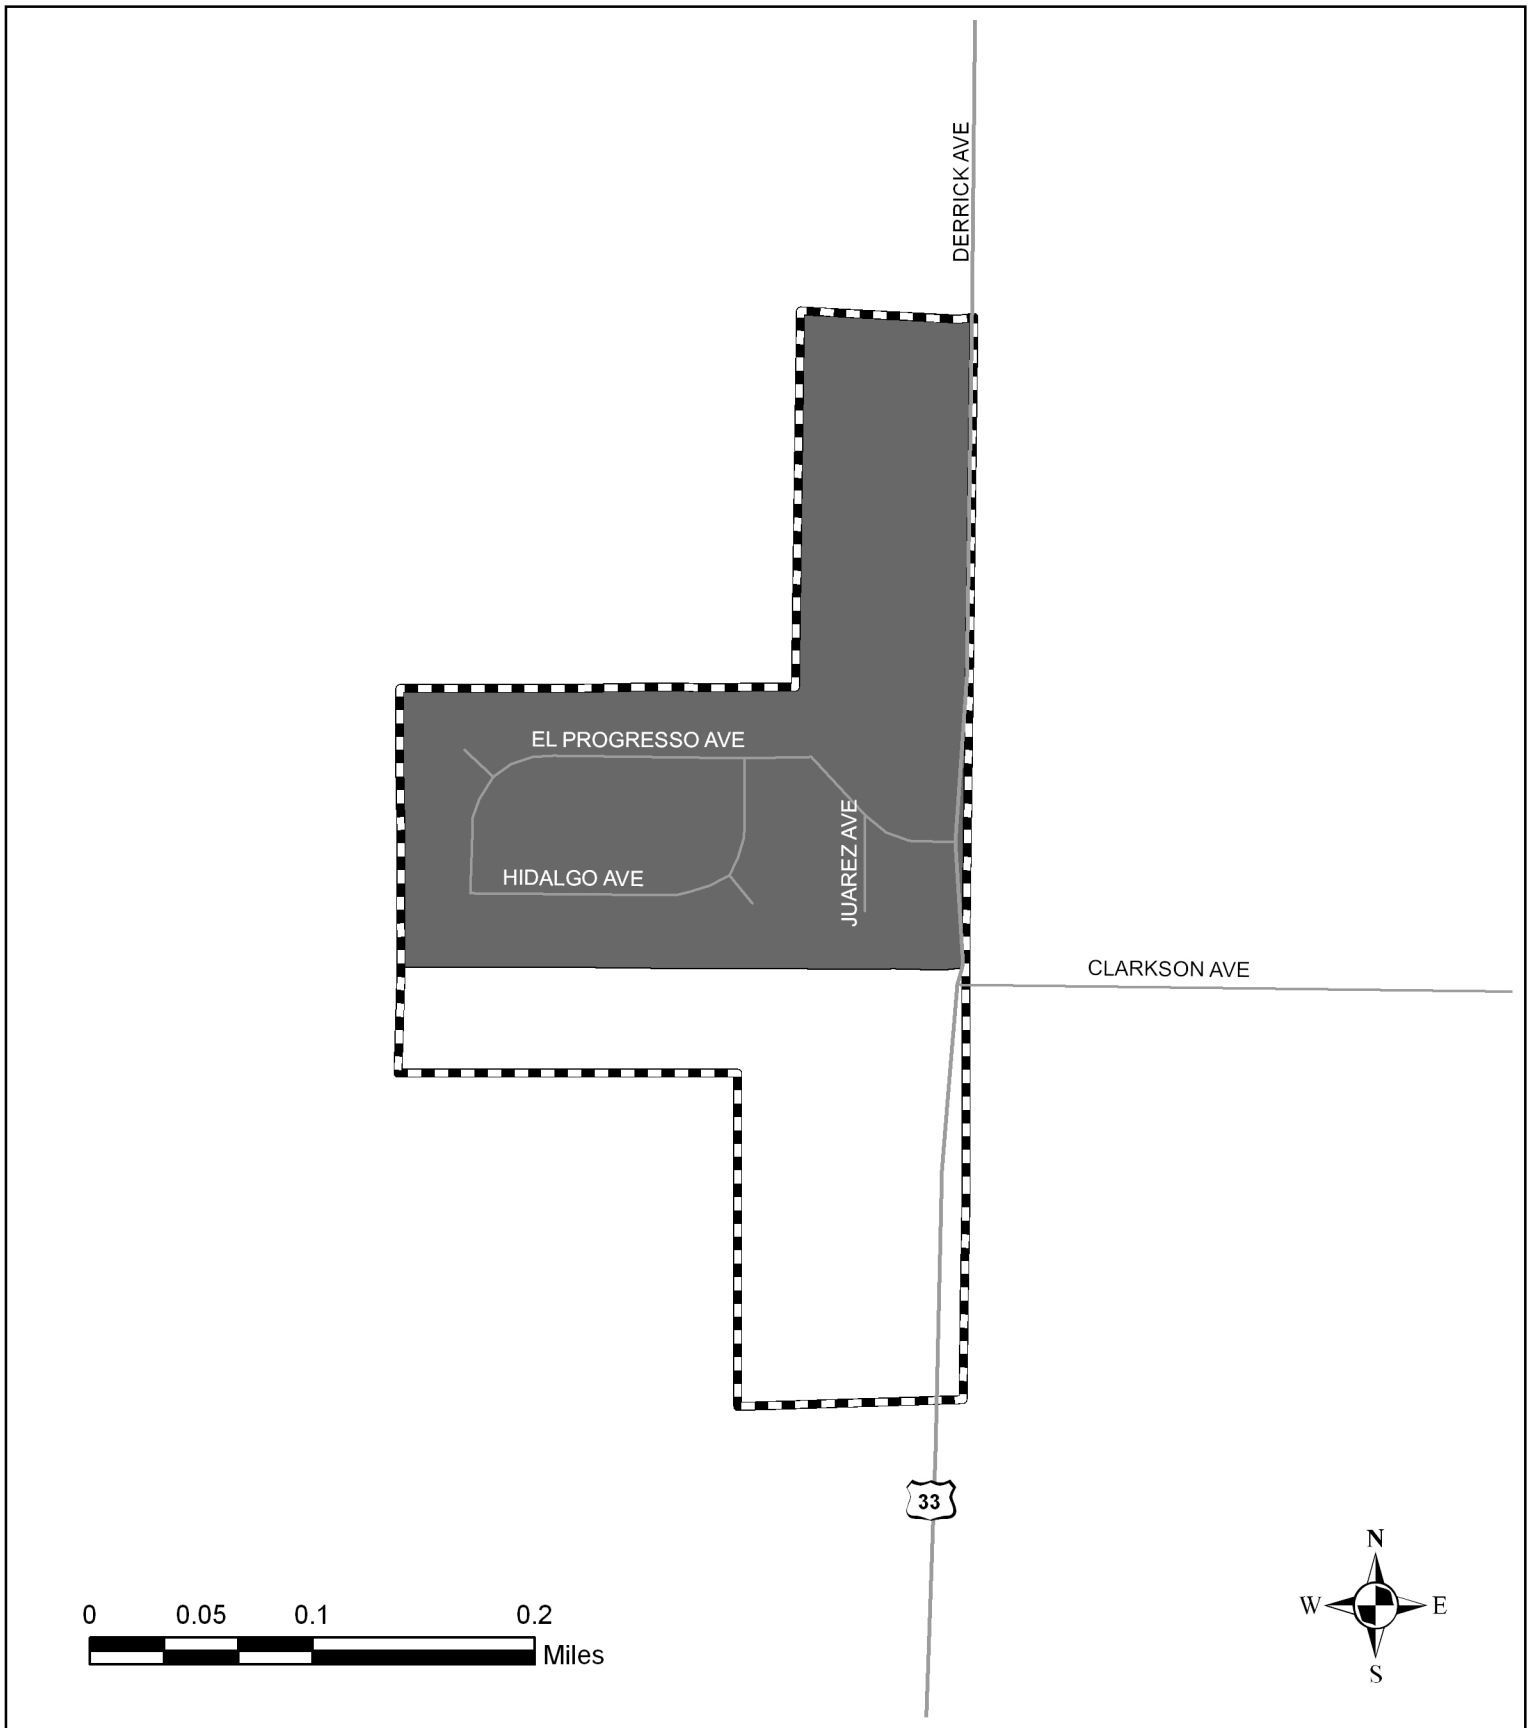 DERRICK AVE
EL PROGRESSO AVE
JUAREZ AVE
HIDALGO AVE
CLARKSON AVE
33
N
W
E
S
0 0.05 0.1 0.2
Miles